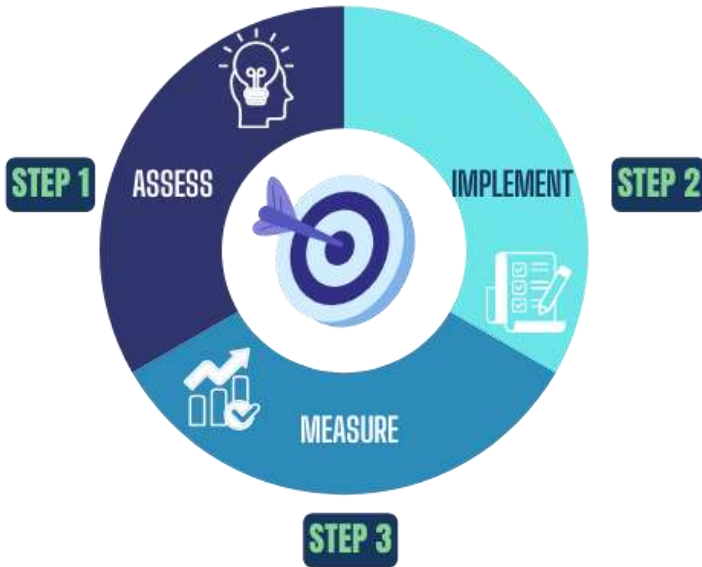 STEP 1
ASSESS
IMPLEMENT
STEP 2
MEASURE
STEP 3